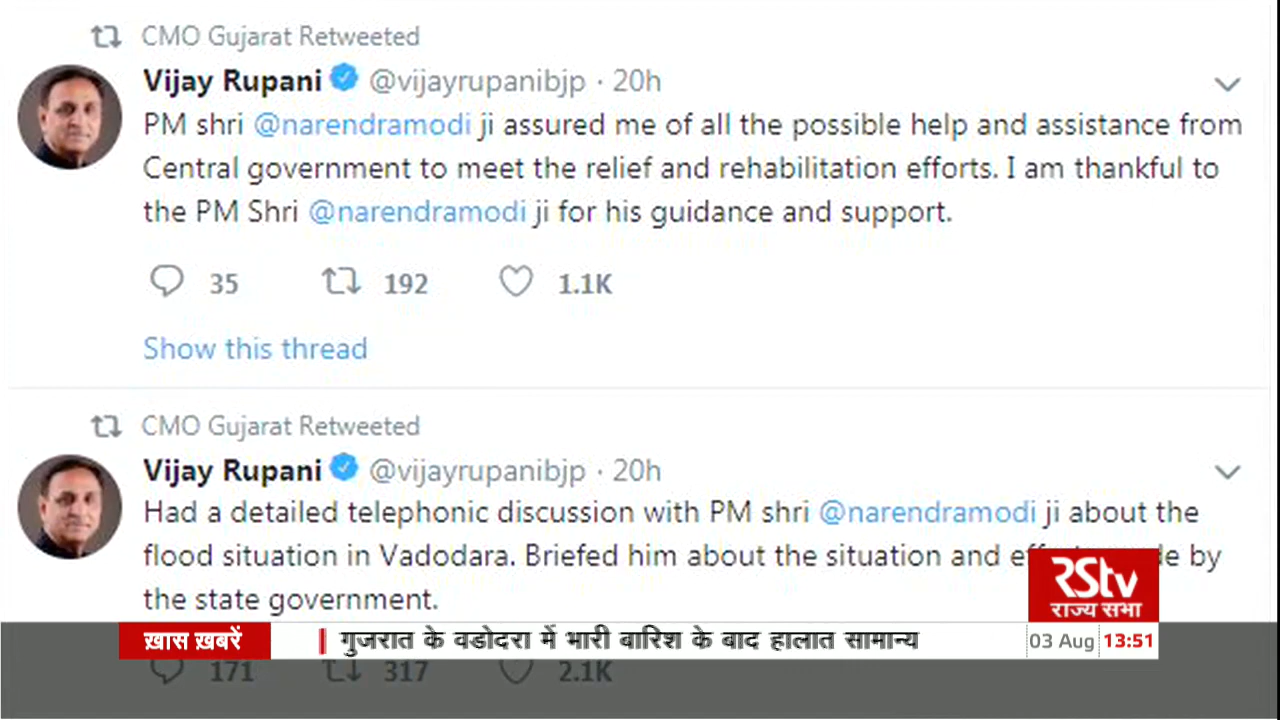 CMO Gujarat Retweeted
Vijay Rupani @vijayrupanibjp · 20h
PM shri @narendramodi ji assured me of all the possible help and assistance from
Central government to meet the relief and rehabilitation efforts. I am thankful to
the PM Shri @narendramodi ji for his guidance and support.
35 192 1.1K
Show this thread
CMO Gujarat Retweeted
Vijay Rupani @vijayrupanibjp · 20h
Had a detailed telephonic discussion with PM shri @narendramodi ji about the
flood situation in Vadodara. Briefed him about the situation and by
the state government.
RStv
राज्य सभा
ख़ास ख़बरें गुजरात के वडोदरा में भारी बारिश के बाद हालात सामान्य 03 Aug 13:51
171 317 2.1K